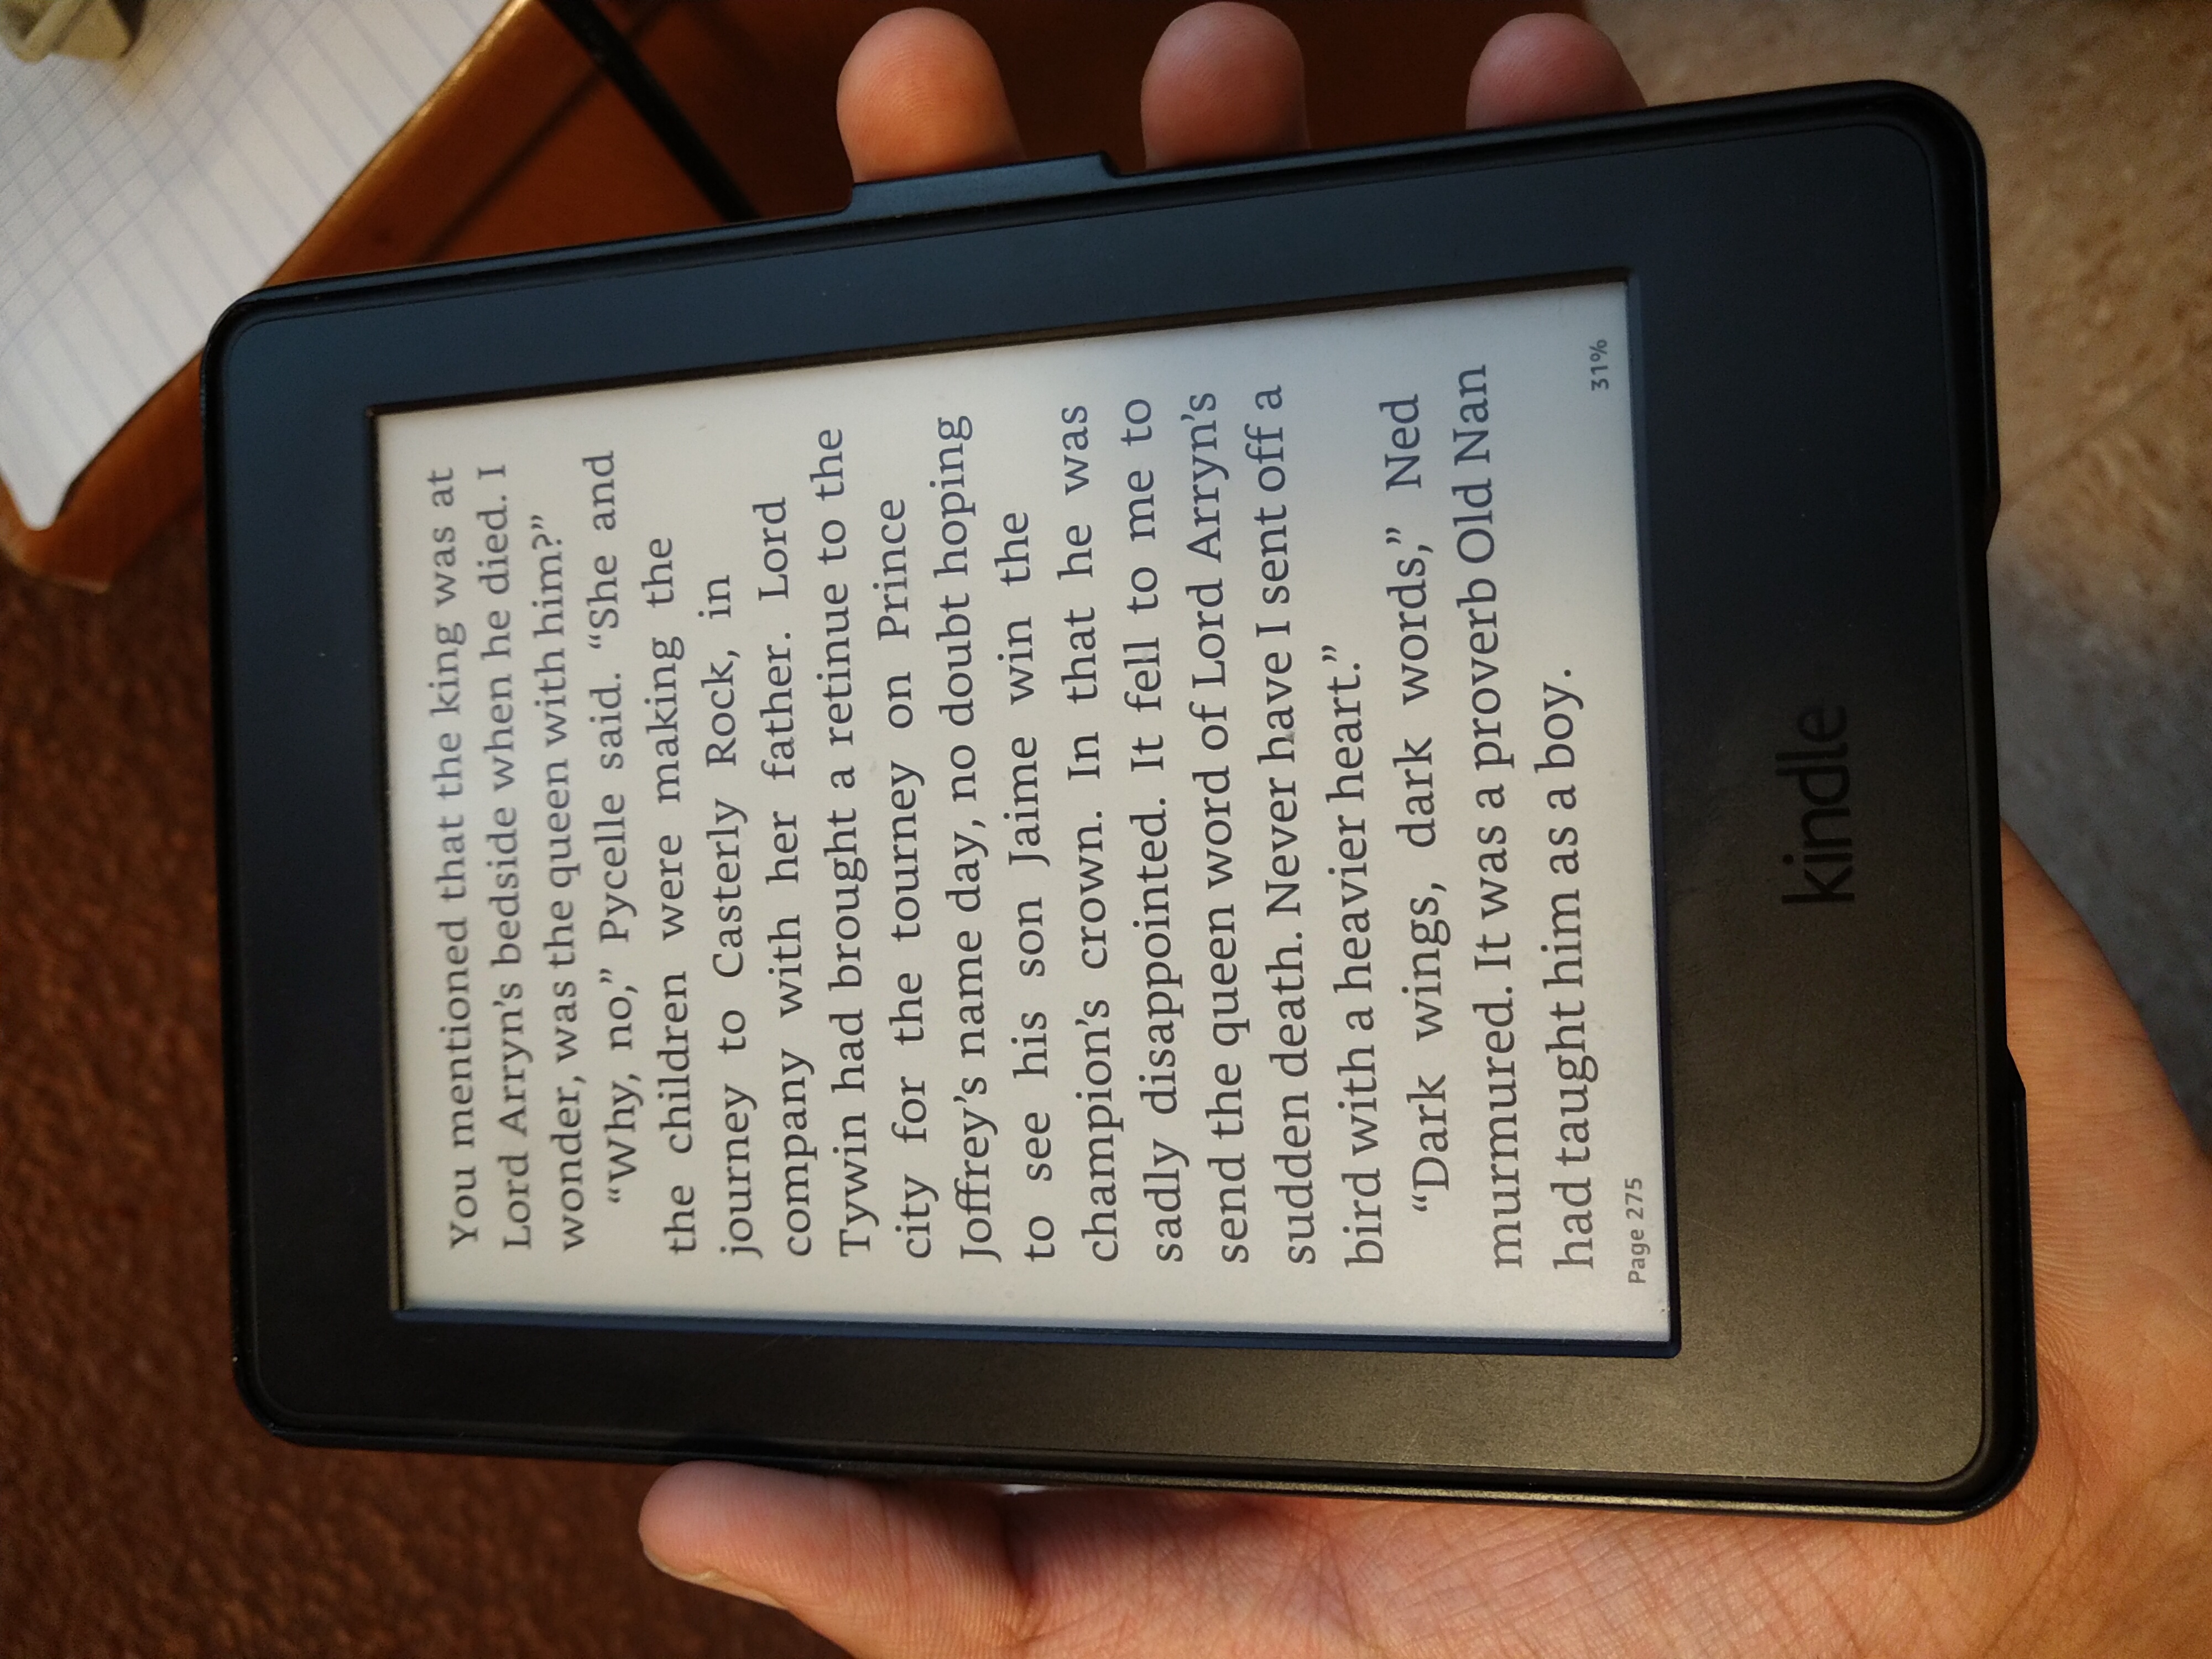 You mentioned that the king was at
Lord Arryn’s bedside when he died. I
wonder, was the queen with him?”
“Why, no,” Pycelle said. “She and
the children were making the
journey to Casterly Rock, in
company with her father. Lord
Tywin had brought a retinue to the
city for the tourney on Prince
Joffrey’s name day, no doubt hoping
to see his son Jaime win the
champion’s crown. In that he was
sadly disappointed. It fell to me to
send the queen word of Lord Arryn’s
sudden death. Never have I sent off a
bird with a heavier heart.”
“Dark wings, dark words,” Ned
murmured. It was a proverb Old Nan
had taught him as a boy.
Page 275
31%
kindle